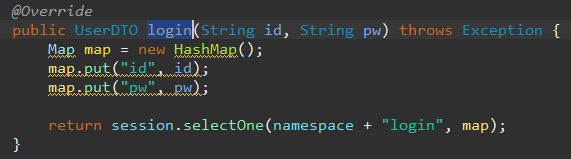 @Override
public UserDTO login(String id, String pw) throws Exception {
Map map = new HashMap();
map.put("id", id);
map.put("pw", pw);
return session.selectOne(namespace + "login", map);
}